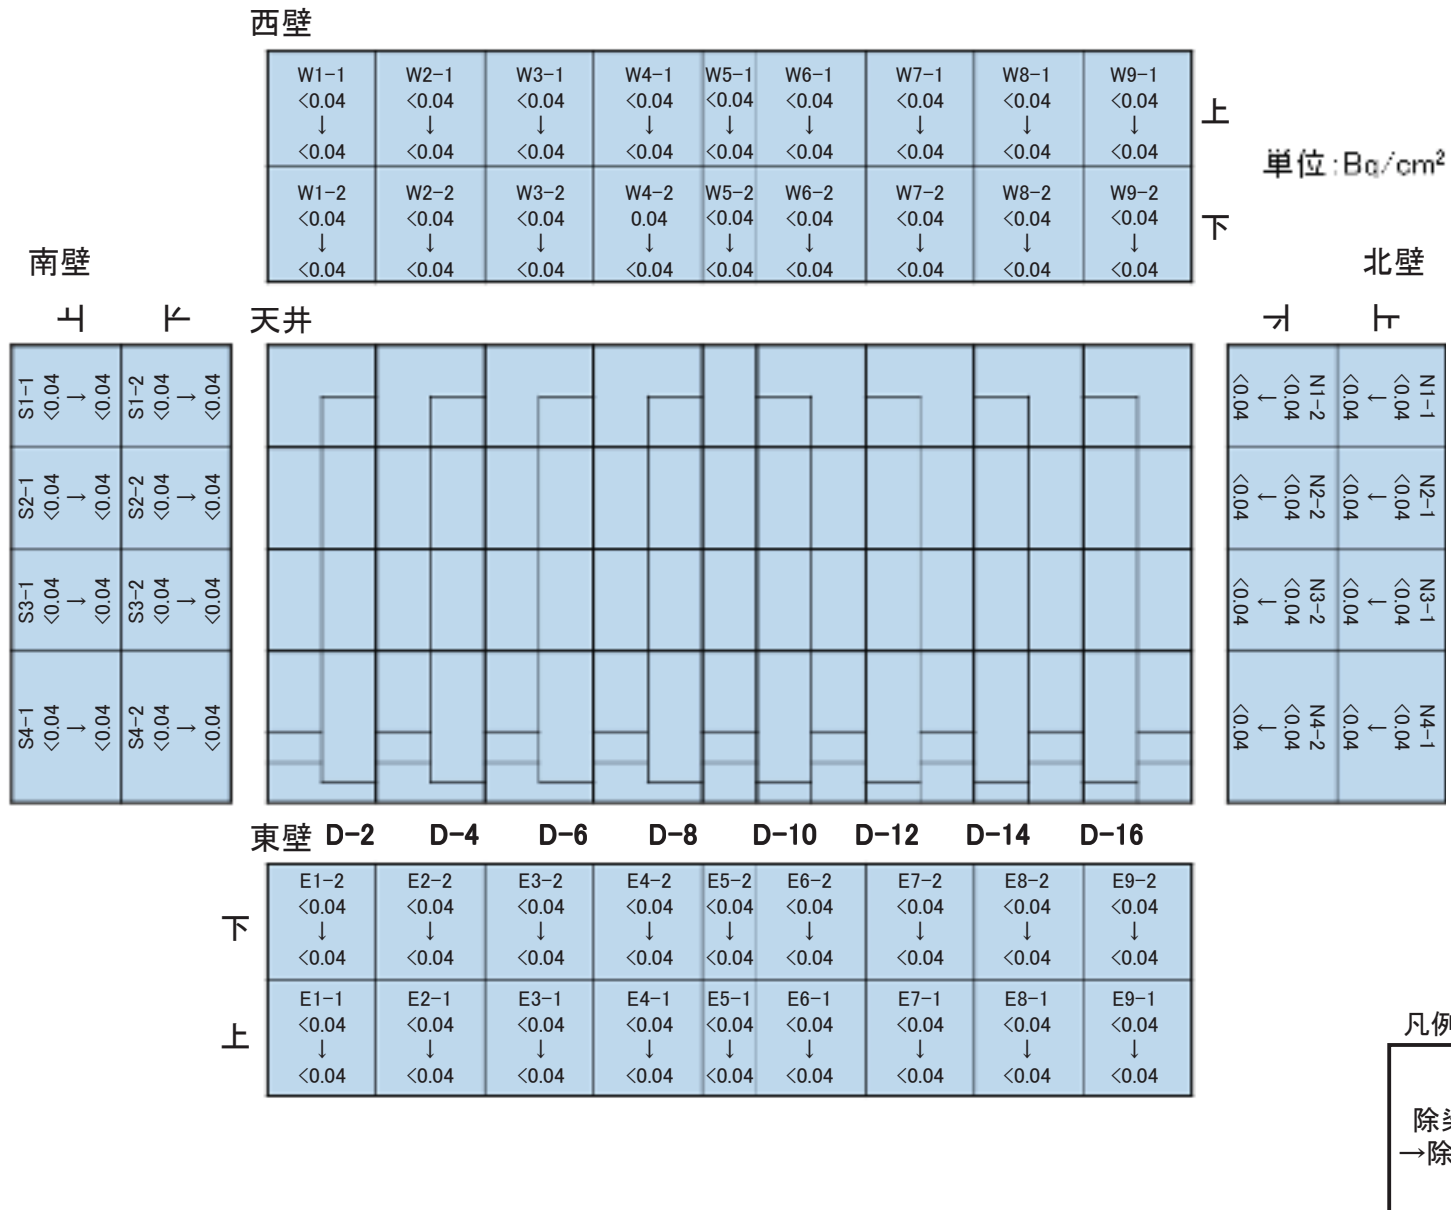 西壁
W1-1 W2-1 W3-1 W4-1 W5-1 W6-1 W7-1 W8-1 W9-1
<0.04 <0.04 <0.04 <0.04 <0.04 <0.04 <0.04 <0.04 <0.04
↓ ↓ ↓ ↓ ↓ ↓ ↓ ↓ ↓
<0.04 <0.04 <0.04 <0.04 <0.04 <0.04 <0.04 <0.04 <0.04
上
単位:Bq/cm²
W1-2 W2-2 W3-2 W4-2 W5-2 W6-2 W7-2 W8-2 W9-2
<0.04 <0.04 <0.04 0.04 <0.04 <0.04 <0.04 <0.04 <0.04
↓ ↓ ↓ ↓ ↓ ↓ ↓ ↓ ↓
<0.04 <0.04 <0.04 <0.04 <0.04 <0.04 <0.04 <0.04 <0.04
下
南壁
上 下
S1-1 <0.04 → <0.04 S1-2 <0.04 → <0.04
S2-1 <0.04 → <0.04 S2-2 <0.04 → <0.04
S3-1 <0.04 → <0.04 S3-2 <0.04 → <0.04
S4-1 <0.04 → <0.04 S4-2 <0.04 → <0.04
天井
北壁
下 上
<0.04 ← <0.04 N1-2 <0.04 ← <0.04 N1-1
<0.04 ← <0.04 N2-2 <0.04 ← <0.04 N2-1
<0.04 ← <0.04 N3-2 <0.04 ← <0.04 N3-1
<0.04 ← <0.04 N4-2 <0.04 ← <0.04 N4-1
東壁 D-2 D-4 D-6 D-8 D-10 D-12 D-14 D-16
E1-2 E2-2 E3-2 E4-2 E5-2 E6-2 E7-2 E8-2 E9-2
<0.04 <0.04 <0.04 <0.04 <0.04 <0.04 <0.04 <0.04 <0.04
↓ ↓ ↓ ↓ ↓ ↓ ↓ ↓ ↓
<0.04 <0.04 <0.04 <0.04 <0.04 <0.04 <0.04 <0.04 <0.04
下
E1-1 E2-1 E3-1 E4-1 E5-1 E6-1 E7-1 E8-1 E9-1
<0.04 <0.04 <0.04 <0.04 <0.04 <0.04 <0.04 <0.04 <0.04
↓ ↓ ↓ ↓ ↓ ↓ ↓ ↓ ↓
<0.04 <0.04 <0.04 <0.04 <0.04 <0.04 <0.04 <0.04 <0.04
上
凡例
除染
→除